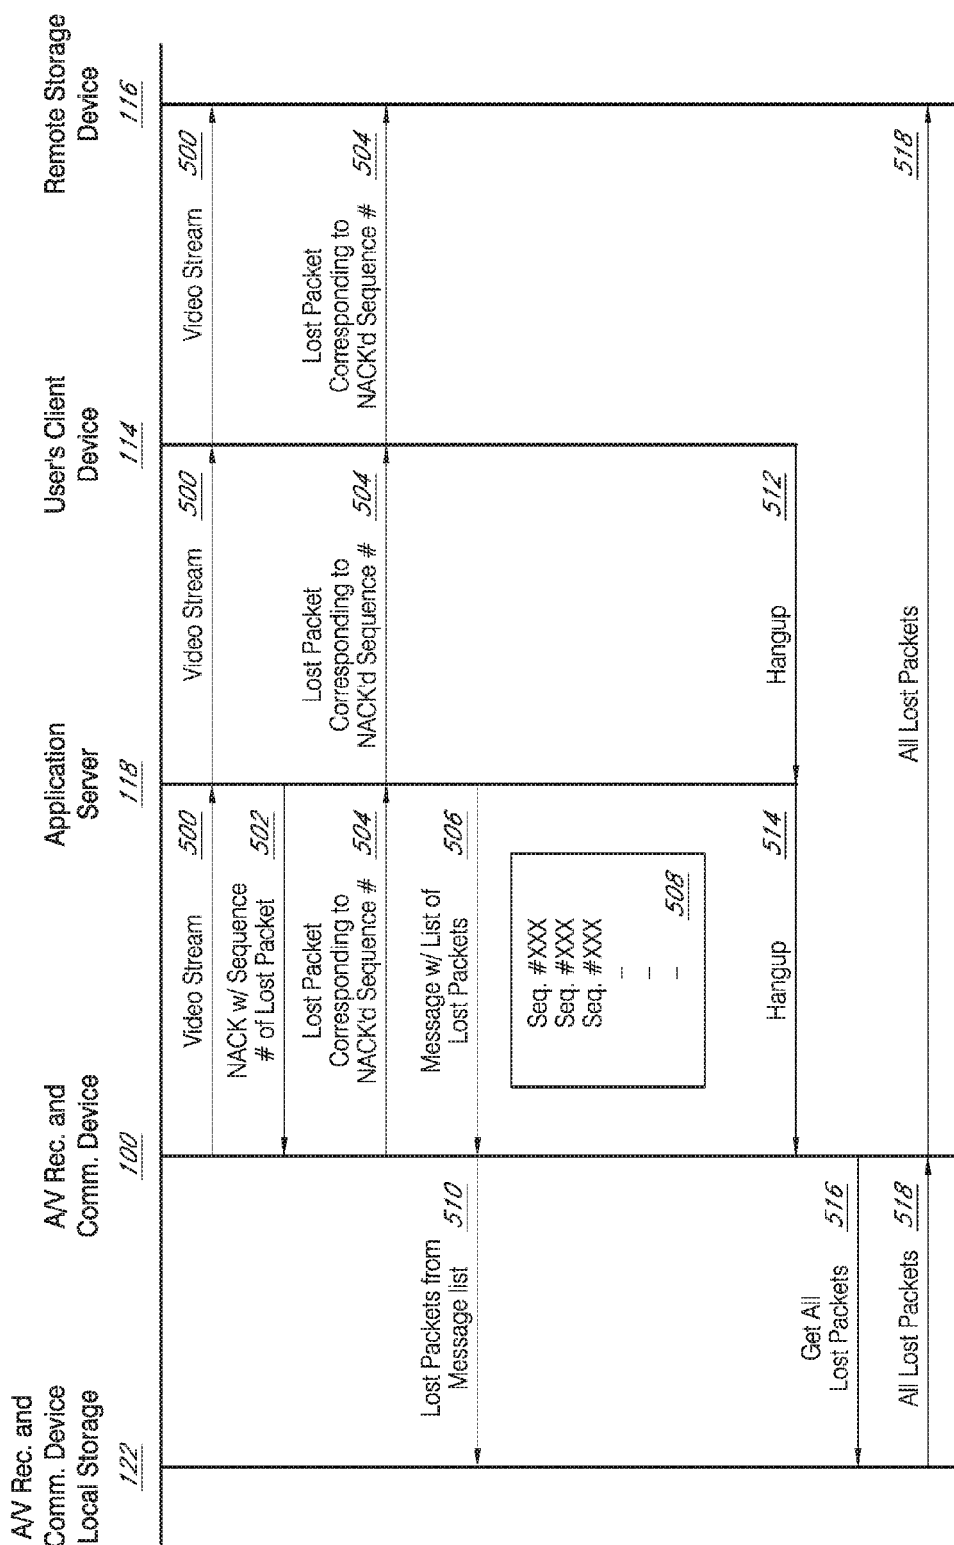 A/V Rec. and
Comm. Device
Local Storage
122
A/V Rec. and
Comm. Device
100
Application
Server
118
User's Client
Device
114
Remote Storage
Device
116
Video Stream
500
Video Stream
500
Video Stream
500
NACK w/ Sequence
# of Lost Packet
502
Lost Packet
Corresponding to
NACK'd Sequence #
504
Lost Packet
Corresponding to
NACK'd Sequence #
504
Lost Packet
Corresponding to
NACK'd Sequence #
504
Lost Packets from
Message list
510
Message w/ List of
Lost Packets
506
Seq. #XXX
Seq. #XXX
Seq. #XXX
–
–
–
508
Hangup
514
Hangup
512
Get All
Lost Packets
516
All Lost Packets
518
All Lost Packets
518